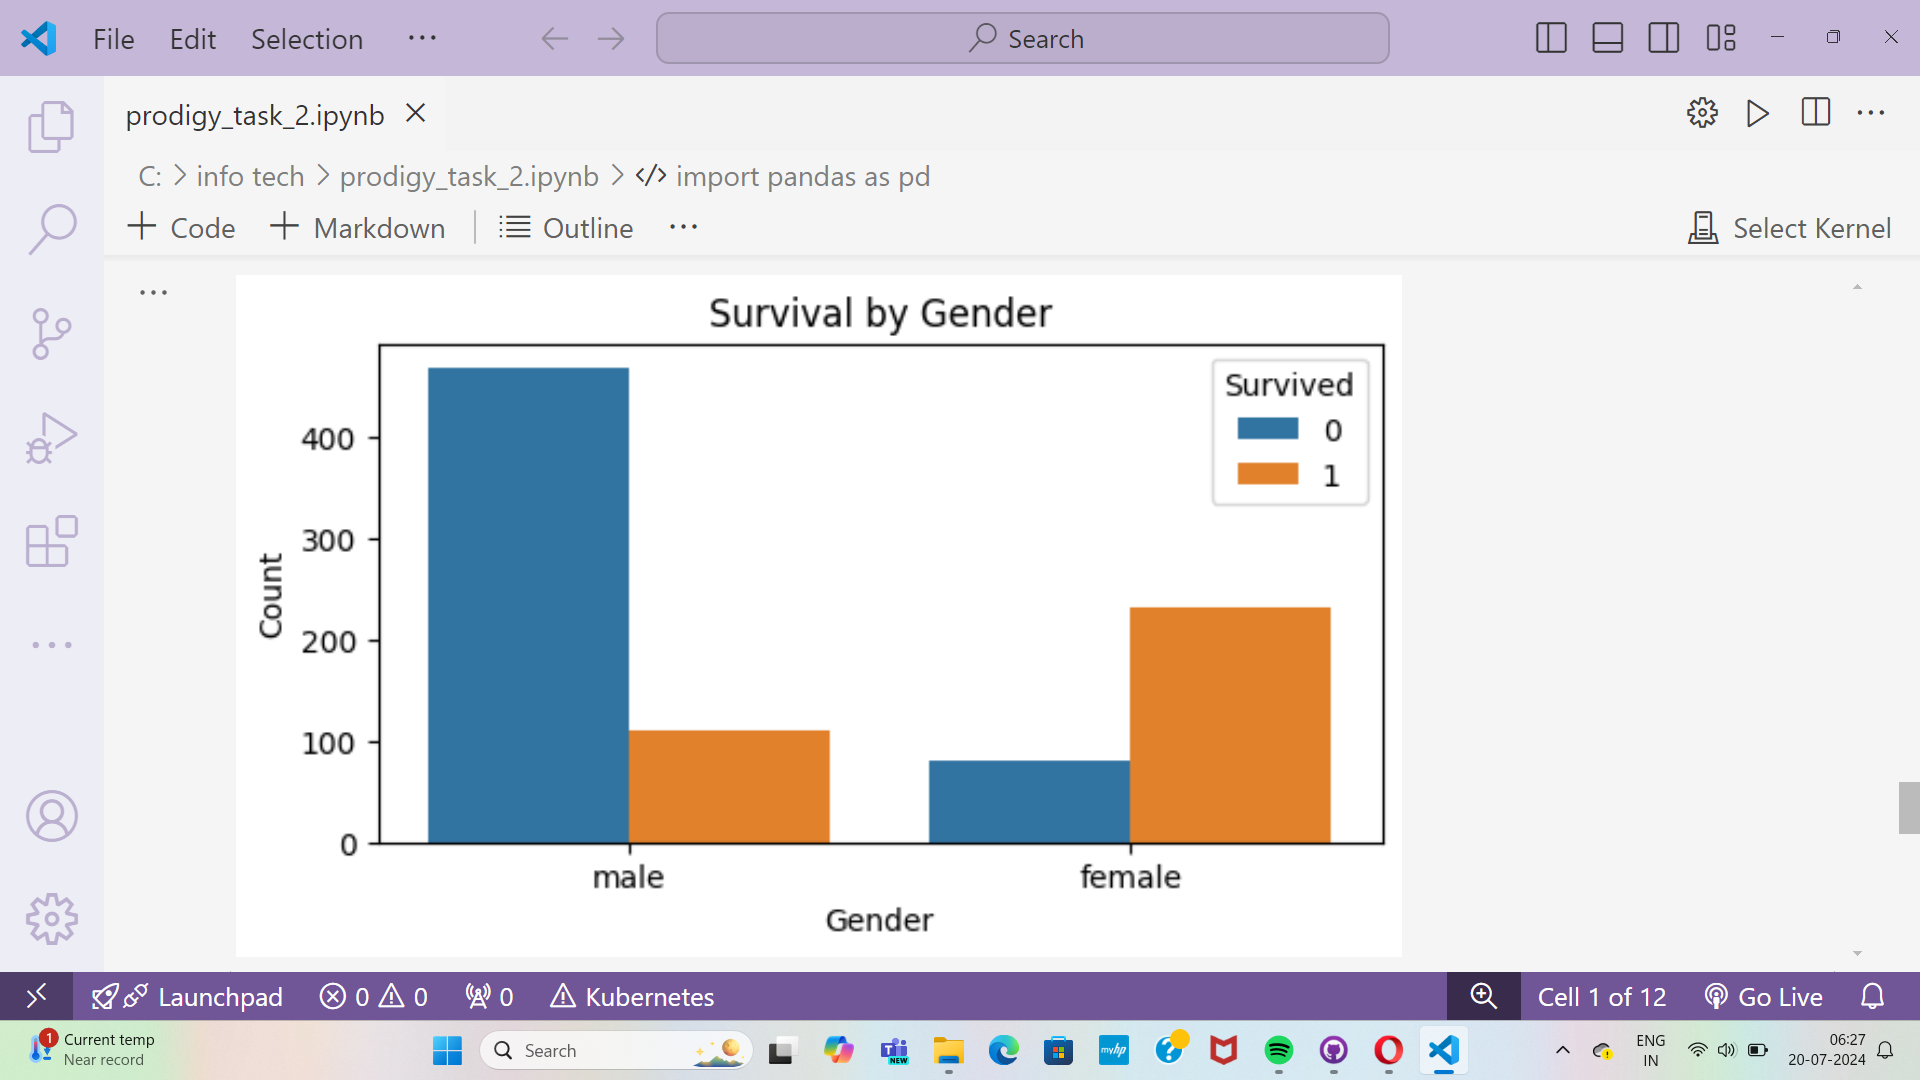 File Edit Selection ...
Search
prodigy_task_2.ipynb
C: > info tech > prodigy_task_2.ipynb > </> import pandas as pd
+ Code + Markdown Outline ...
Select Kernel
Survival by Gender
Survived
0
1
Count
400
300
200
100
0
male female
Gender
Launchpad 0 0 0 Kubernetes
Cell 1 of 12 Go Live
1
Current temp
Near record
Search
NEW
myhp
ENG
IN
06:27
20-07-2024